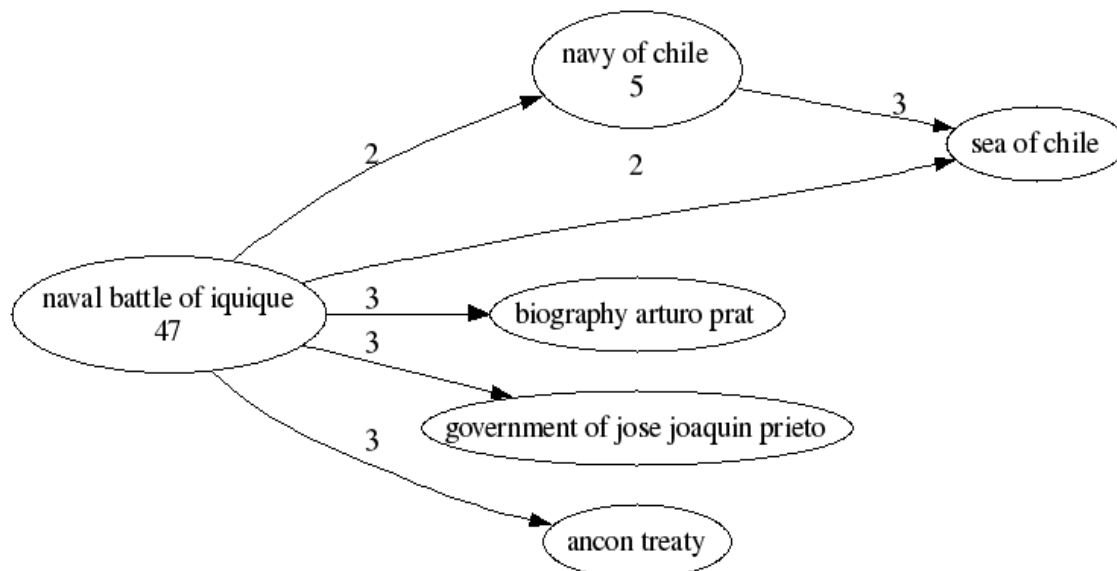 navy of chile
5
3
sea of chile
2
2
naval battle of iquique
47
3
biography arturo prat
3
government of jose joaquin prieto
3
ancon treaty